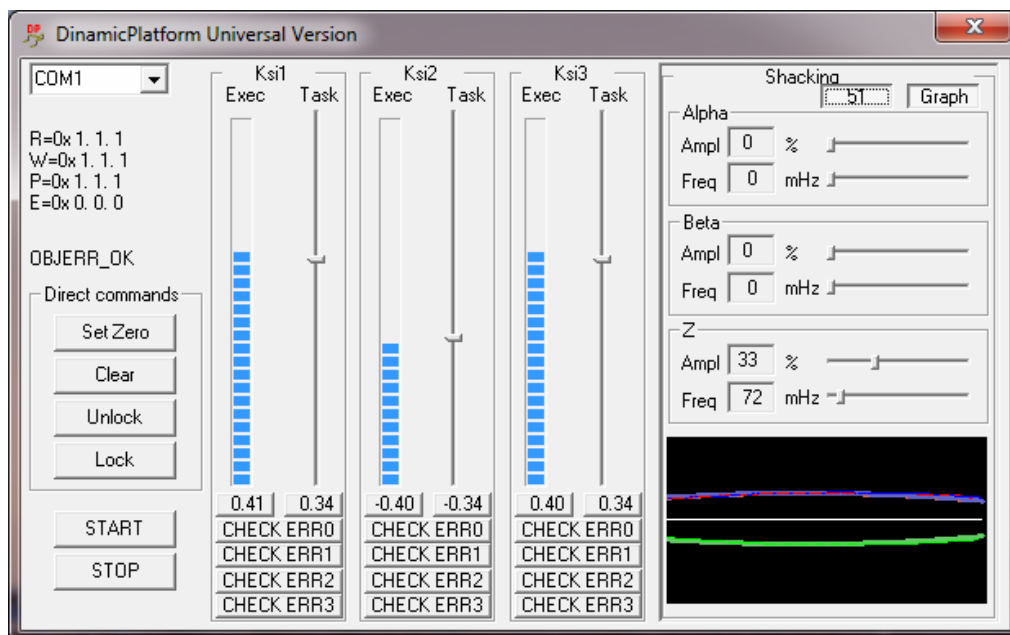 DinamicPlatform Universal Version
COM1
R=0x 1. 1. 1
W=0x 1. 1. 1
P=0x 1. 1. 1
E=0x 0. 0. 0
OBJERR_OK
Direct commands
Set Zero
Clear
Unlock
Lock
START
STOP
Ksi1
Exec Task
0.41 0.34
CHECK ERR0
CHECK ERR1
CHECK ERR2
CHECK ERR3
Ksi2
Exec Task
-0.40 -0.34
CHECK ERR0
CHECK ERR1
CHECK ERR2
CHECK ERR3
Ksi3
Exec Task
0.40 0.34
CHECK ERR0
CHECK ERR1
CHECK ERR2
CHECK ERR3
Shacking
Graph
Alpha
Ampl 0 %
Freq 0 mHz
Beta
Ampl 0 %
Freq 0 mHz
Z
Ampl 33 %
Freq 72 mHz